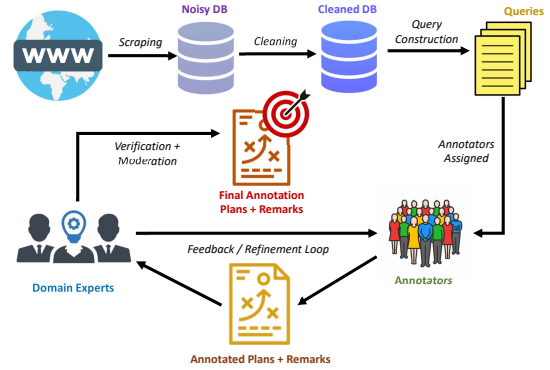 Noisy DB
Cleaned DB
Queries
WWW
Scraping
Cleaning
Query
Construction
Verification +
Moderation
Annotators
Assigned
Final Annotation
Plans + Remarks
Feedback / Refinement Loop
Domain Experts
Annotators
Annotated Plans + Remarks